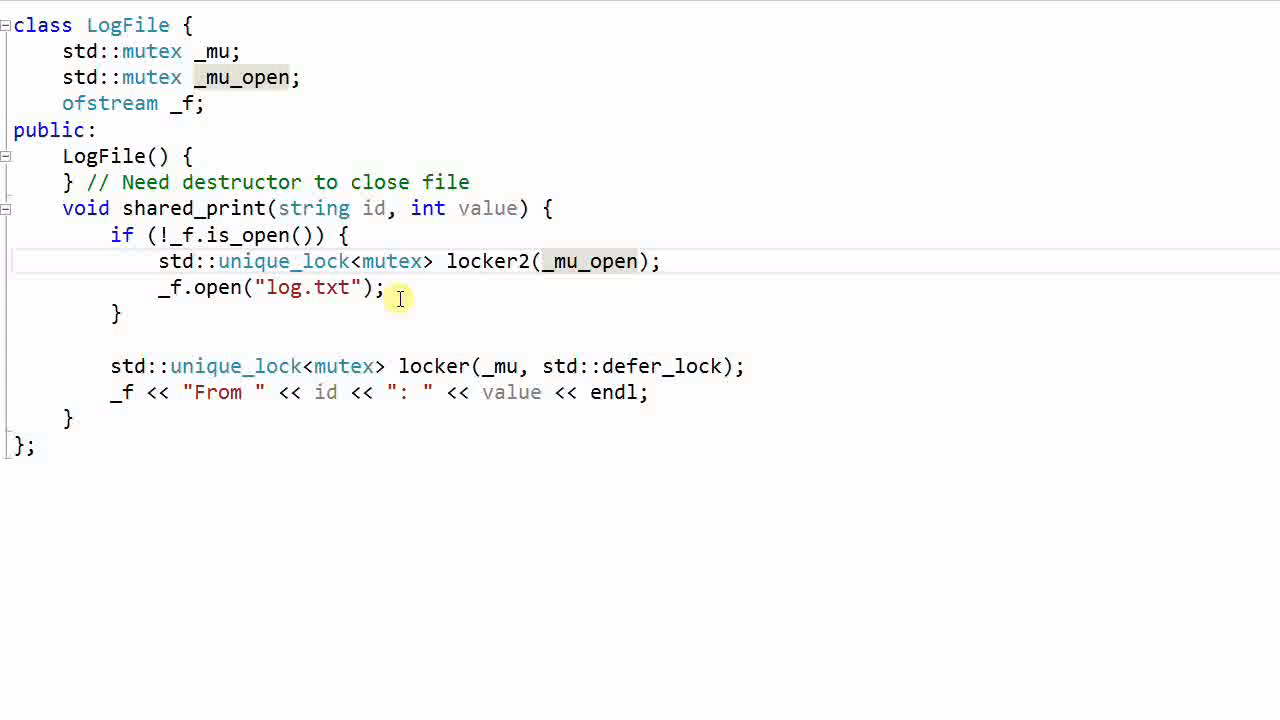 class LogFile {
    std::mutex _mu;
    std::mutex _mu_open;
    ofstream _f;
public:
    LogFile() {
    } // Need destructor to close file
    void shared_print(string id, int value) {
        if (!_f.is_open()) {
            std::unique_lock<mutex> locker2(_mu_open);
            _f.open("log.txt");
        }

        std::unique_lock<mutex> locker(_mu, std::defer_lock);
        _f << "From " << id << ": " << value << endl;
    }
};